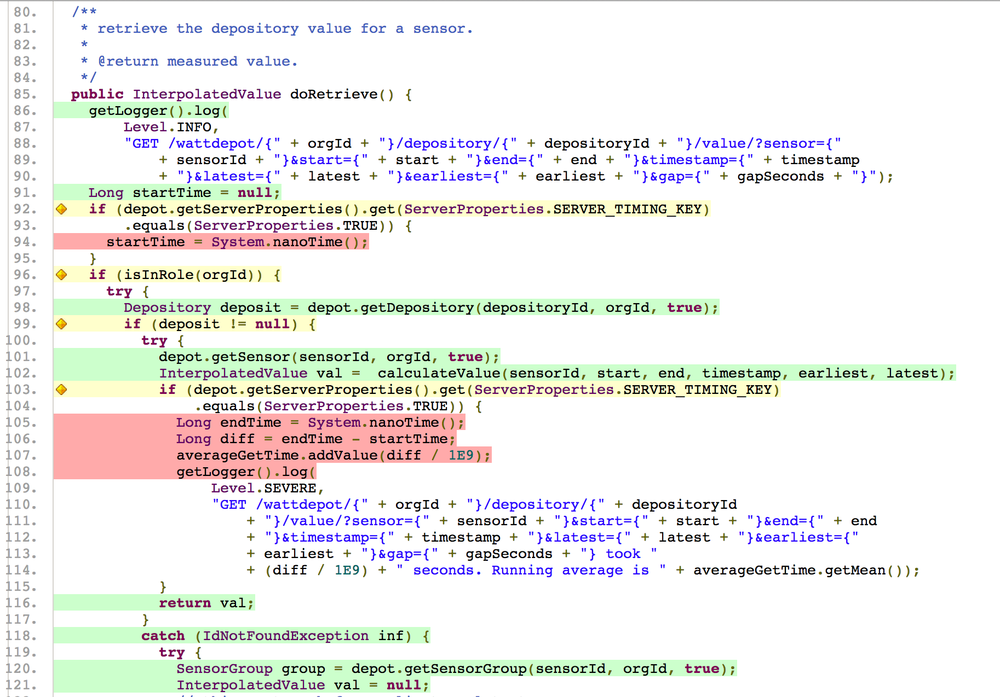 80. /**
81. * retrieve the depository value for a sensor.
82. *
83. * @return measured value.
84. */
85. public InterpolatedValue doRetrieve() {
86. getLogger().log(
87. Level.INFO,
88. "GET /wattdepot/{" + orgId + "}/depository/{" + depositoryId + "}/value/?sensor={"
89. + sensorId + "}&start={" + start + "}&end={" + end + "}&timestamp={" + timestamp
90. + "}&latest={" + latest + "}&earliest={" + earliest + "}&gap={" + gapSeconds + "}");
91. Long startTime = null;
92. if (depot.getServerProperties().get(ServerProperties.SERVER_TIMING_KEY)
93. .equals(ServerProperties.TRUE)) {
94. startTime = System.nanoTime();
95. }
96. if (isInRole(orgId)) {
97. try {
98. Depository deposit = depot.getDepository(depositoryId, orgId, true);
99. if (deposit != null) {
100. try {
101. depot.getSensor(sensorId, orgId, true);
102. InterpolatedValue val =  calculateValue(sensorId, start, end, timestamp, earliest, latest);
103. if (depot.getServerProperties().get(ServerProperties.SERVER_TIMING_KEY)
104. .equals(ServerProperties.TRUE)) {
105. Long endTime = System.nanoTime();
106. Long diff = endTime - startTime;
107. averageGetTime.addValue(diff / 1E9);
108. getLogger().log(
109. Level.SEVERE,
110. "GET /wattdepot/{" + orgId + "}/depository/{" + depositoryId
111. + "}/value/?sensor={" + sensorId + "}&start={" + start + "}&end={" + end
112. + "}&timestamp={" + timestamp + "}&latest={" + latest + "}&earliest={"
113. + earliest + "}&gap={" + gapSeconds + "} took "
114. + (diff / 1E9) + " seconds. Running average is " + averageGetTime.getMean());
115. }
116. return val;
117. }
118. catch (IdNotFoundException inf) {
119. try {
120. SensorGroup group = depot.getSensorGroup(sensorId, orgId, true);
121. InterpolatedValue val = null;